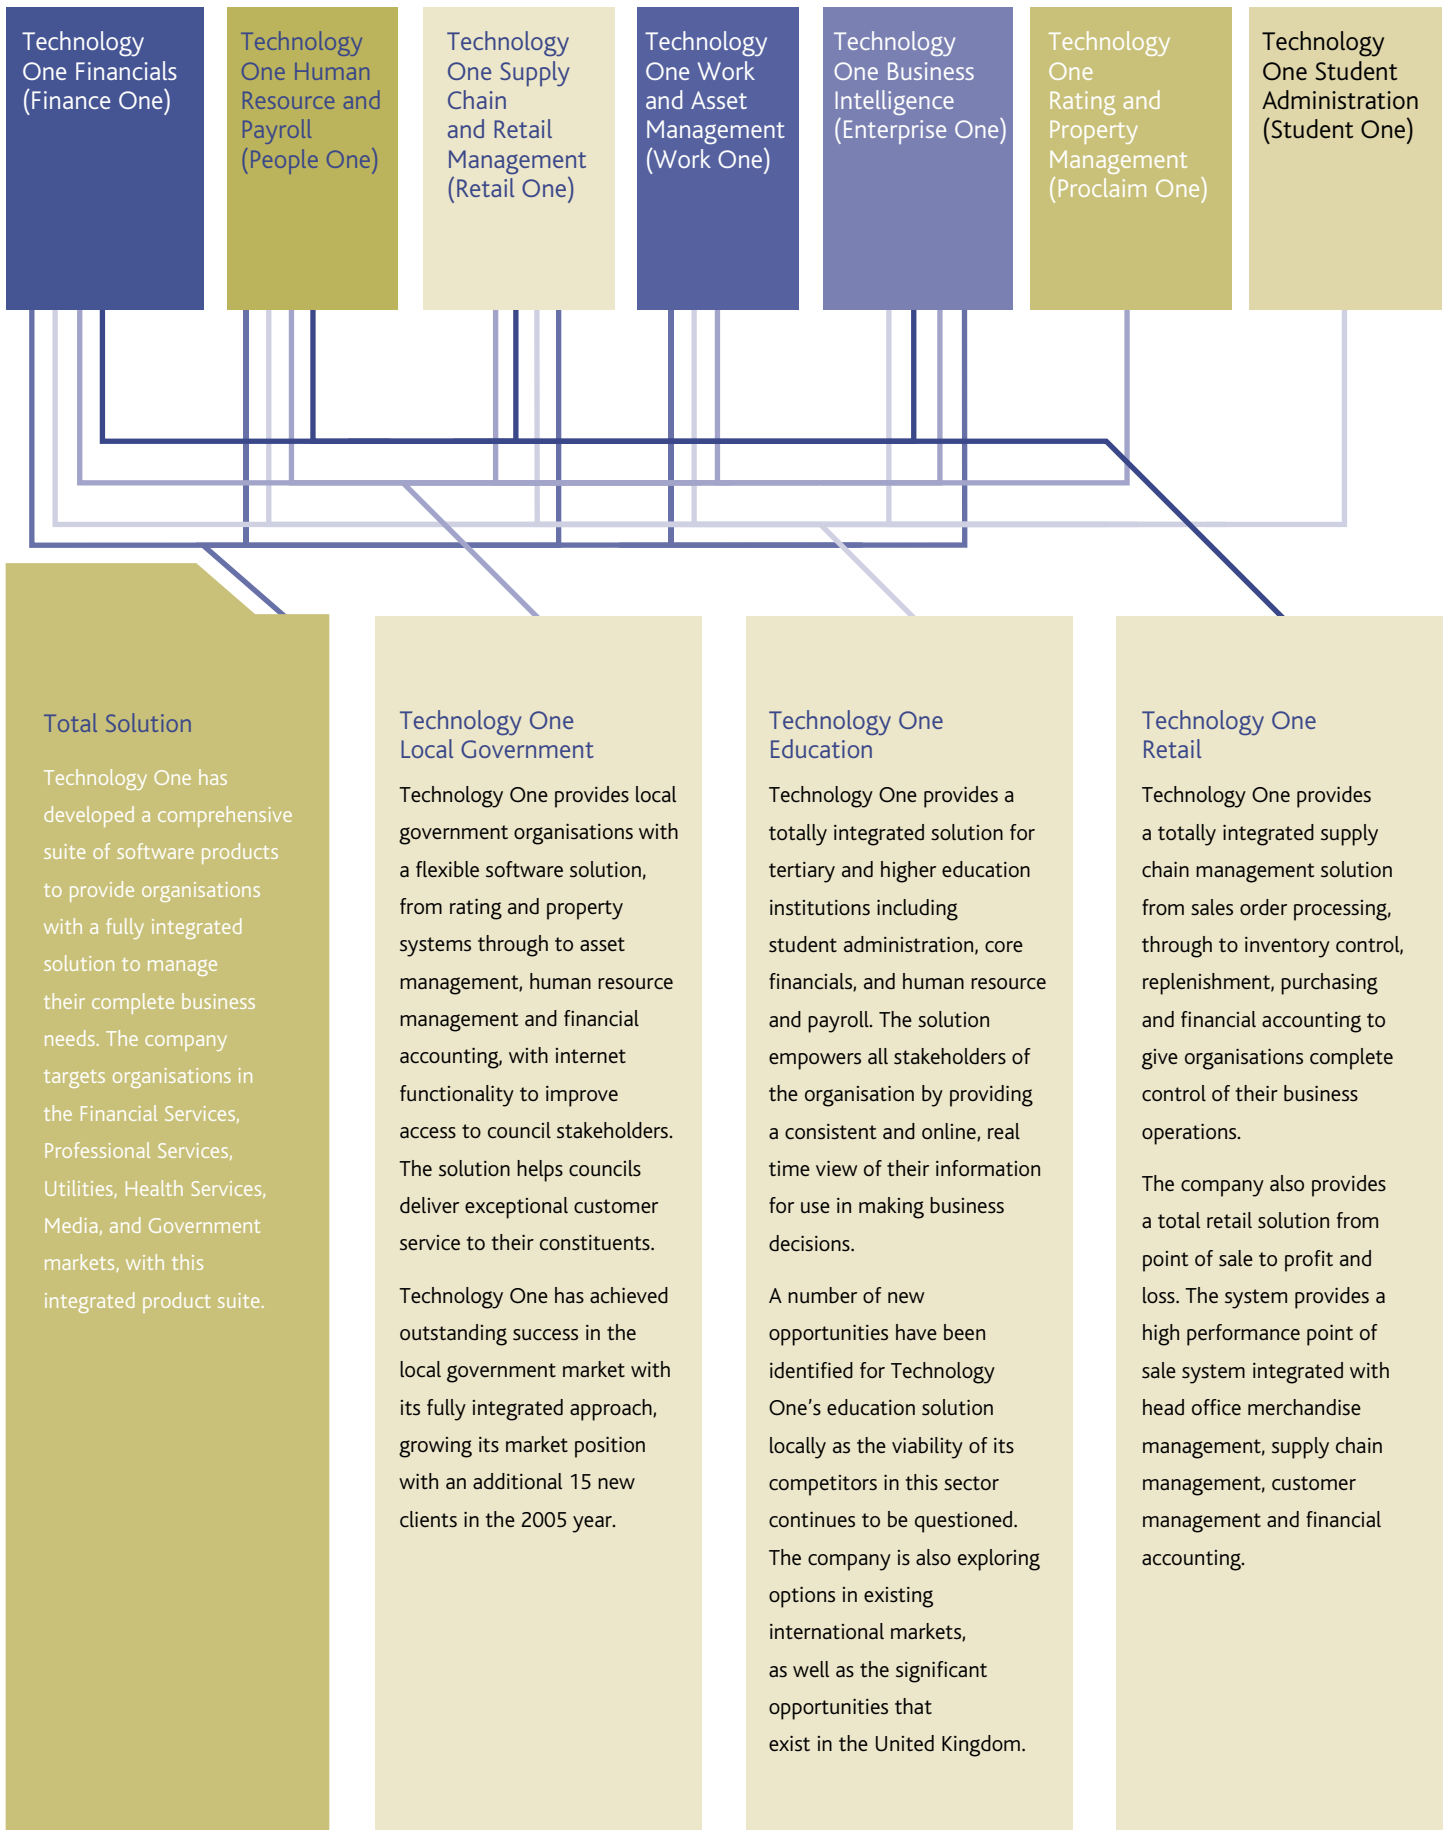 Technology
One Financials
(Finance One)
Technology
One Human
Resource and
Payroll
(People One)
Technology
One Supply
Chain
and Retail
Management
(Retail One)
Technology
One Work
and Asset
Management
(Work One)
Technology
One Business
Intelligence
(Enterprise One)
Technology
One
Rating and
Property
Management
(Proclaim One)
Technology
One Student
Administration
(Student One)
Total Solution
Technology One has
developed a comprehensive
suite of software products
to provide organisations
with a fully integrated
solution to manage
their complete business
needs. The company
targets organisations in
the Financial Services,
Professional Services,
Utilities, Health Services,
Media, and Government
markets, with this
integrated product suite.
Technology One
Local Government
Technology One provides local
government organisations with
a flexible software solution,
from rating and property
systems through to asset
management, human resource
management and financial
accounting, with internet
functionality to improve
access to council stakeholders.
The solution helps councils
deliver exceptional customer
service to their constituents.
Technology One has achieved
outstanding success in the
local government market with
its fully integrated approach,
growing its market position
with an additional 15 new
clients in the 2005 year.
Technology One
Education
Technology One provides a
totally integrated solution for
tertiary and higher education
institutions including
student administration, core
financials, and human resource
and payroll. The solution
empowers all stakeholders of
the organisation by providing
a consistent and online, real
time view of their information
for use in making business
decisions.
A number of new
opportunities have been
identified for Technology
One's education solution
locally as the viability of its
competitors in this sector
continues to be questioned.
The company is also exploring
options in existing
international markets,
as well as the significant
opportunities that
exist in the United Kingdom.
Technology One
Retail
Technology One provides
a totally integrated supply
chain management solution
from sales order processing,
through to inventory control,
replenishment, purchasing
and financial accounting to
give organisations complete
control of their business
operations.
The company also provides
a total retail solution from
point of sale to profit and
loss. The system provides a
high performance point of
sale system integrated with
head office merchandise
management, supply chain
management, customer
management and financial
accounting.